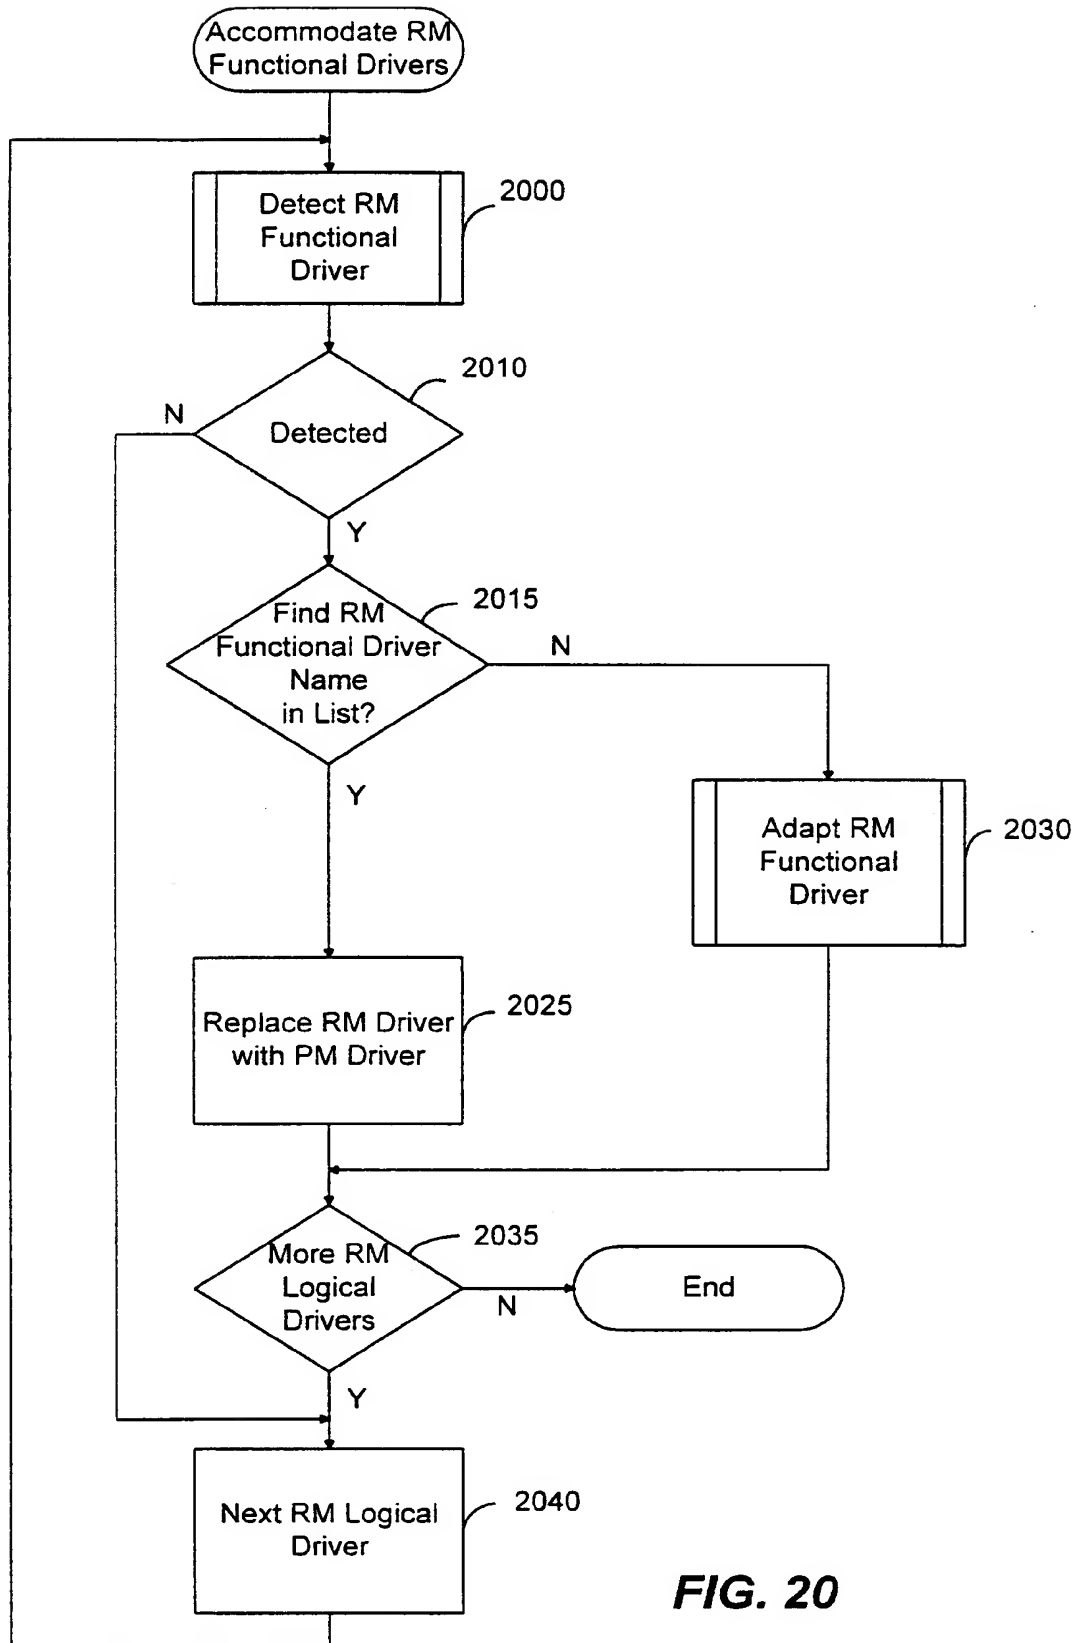 Accommodate RM
Functional Drivers
Detect RM
Functional
Driver
2000
2010
N
Detected
Y
2015
Find RM
Functional Driver
Name
in List?
N
Y
Adapt RM
Functional
Driver
2030
Replace RM Driver
with PM Driver
2025
2035
More RM
Logical
Drivers
N
End
Y
Next RM Logical
Driver
2040
FIG. 20